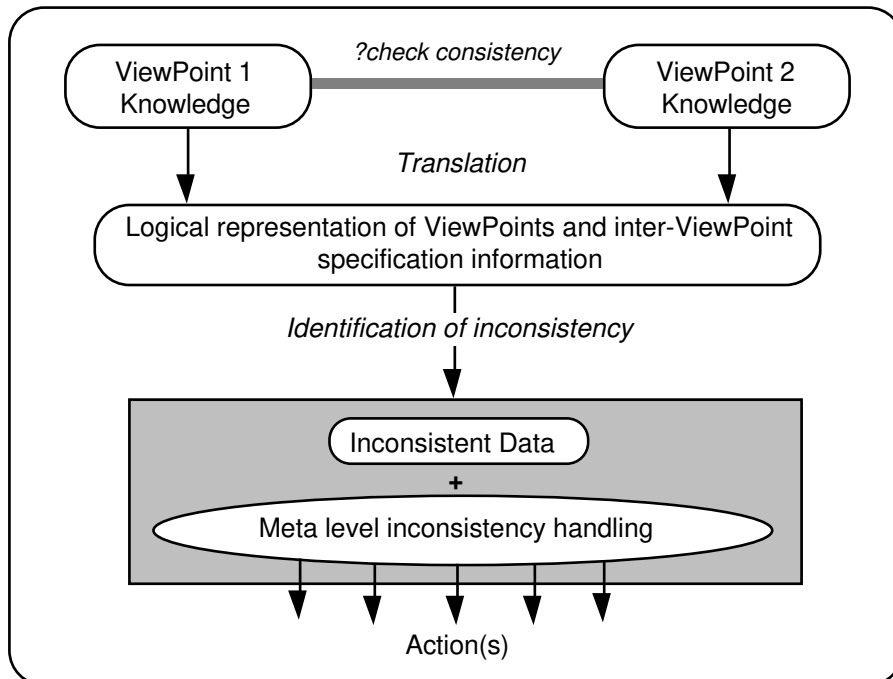 ?check consistency
ViewPoint 1
Knowledge
ViewPoint 2
Knowledge
Translation
Logical representation of ViewPoints and inter-ViewPoint
specification information
Identification of inconsistency
Inconsistent Data
+
Meta level inconsistency handling
Action(s)